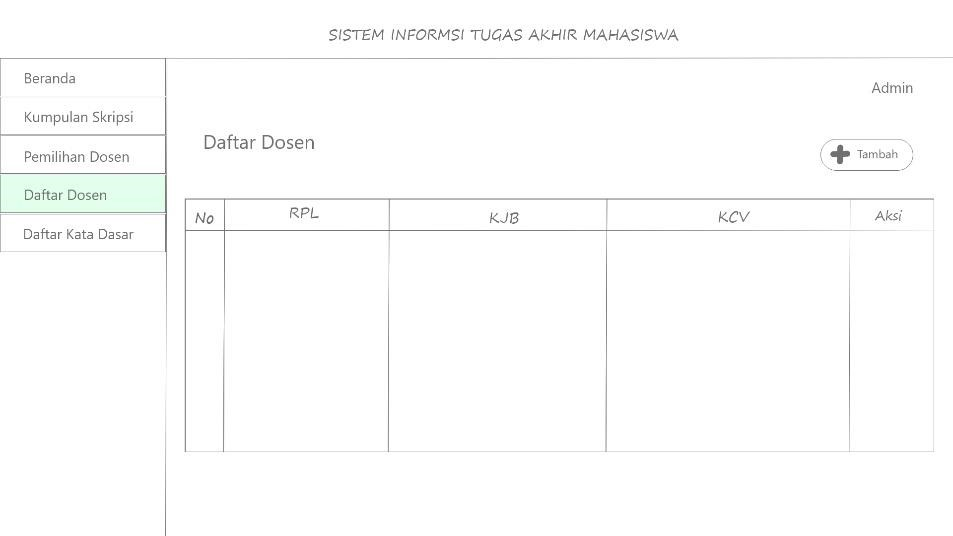 SISTEM INFORMSI TUGAS AKHIR MAHASISWA
Beranda
Kumpulan Skripsi
Pemilihan Dosen
Daftar Dosen
Daftar Kata Dasar
Admin
Daftar Dosen
Tambah
No RPL KJB KCV Aksi